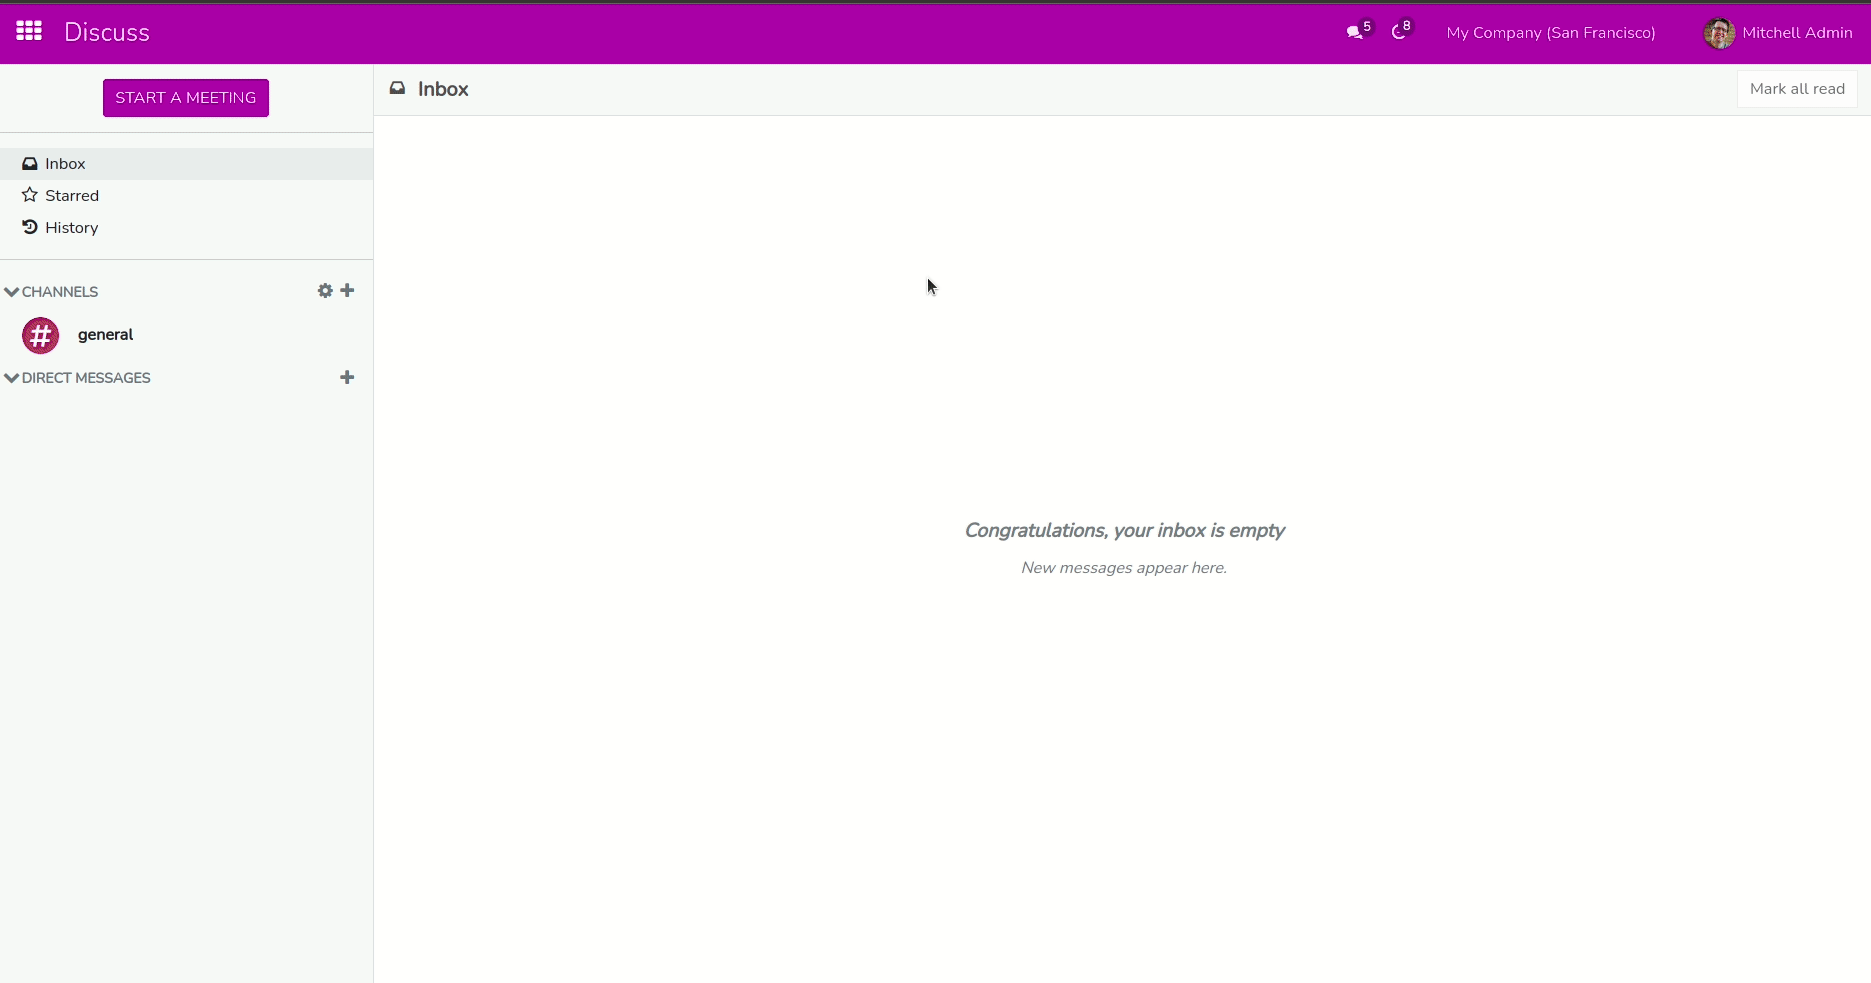 Discuss
5
8
My Company (San Francisco)
Mitchell Admin
START A MEETING
Inbox
Mark all read
Inbox
Starred
History
CHANNELS
# general
DIRECT MESSAGES
Congratulations, your inbox is empty
New messages appear here.